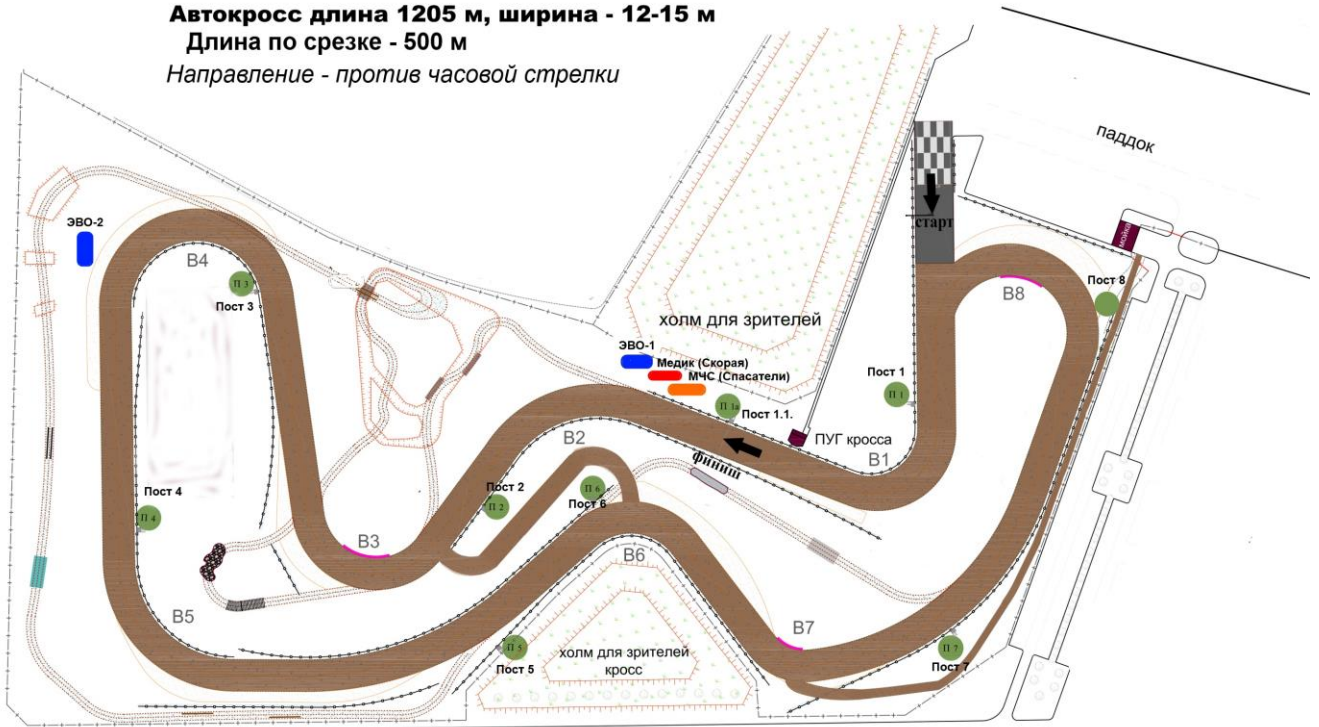 Автокросс длина 1205 м, ширина - 12-15 м
Длина по срезке - 500 м
Направление - против часовой стрелки
паддок
старт
мойка
ЭВО-2
В4
П 3
Пост 3
В8
Пост 8
холм для зрителей
ЭВО-1
Медик (Скорая)
МЧС (Спасатели)
Пост 1
П 1
П 1а
Пост 1.1.
ПУГ кросса
В1
В2
финиш
Пост 2
П 2
П 6
Пост 6
Пост 4
П 4
В3
В6
В5
В7
П 5
Пост 5
холм для зрителей
кросс
П 7
Пост 7